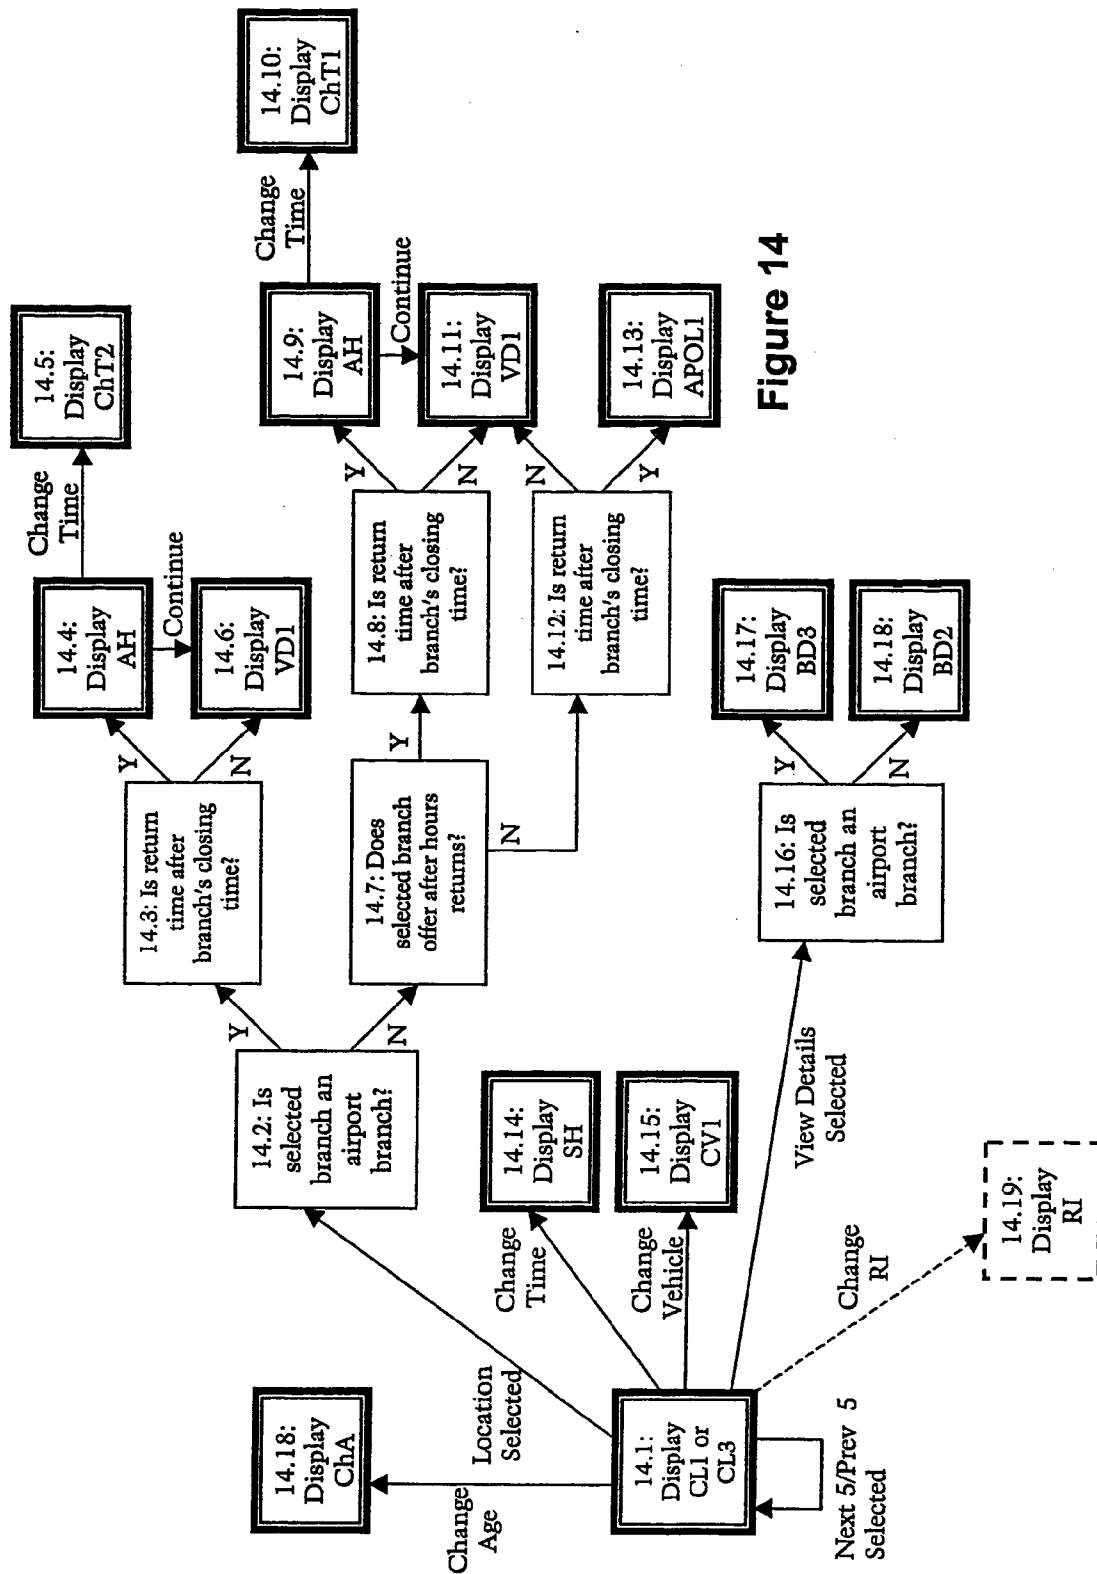 14.1:
Display
CL1 or
CL3
Next 5/Prev 5
Selected
Change
Age
14.18:
Display
ChA
Location
Selected
Change
Time
14.14:
Display
SH
Change
Vehicle
14.15:
Display
CV1
View Details
Selected
Change
RI
14.19:
Display
RI
14.2: Is
selected
branch an
airport
branch?
Y
N
14.3: Is return
time after
branch's closing
time?
Y
N
14.4:
Display
AH
Change
Time
14.5:
Display
ChT2
Continue
14.6:
Display
VD1
14.7: Does
selected branch
offer after hours
returns?
Y
N
14.8: Is return
time after
branch's closing
time?
Y
N
14.9:
Display
AH
Change
Time
14.10:
Display
ChT1
Continue
14.11:
Display
VD1
14.12: Is return
time after
branch's closing
time?
N
Y
14.13:
Display
APOL1
14.16: Is
selected
branch an
airport
branch?
Y
N
14.17:
Display
BD3
14.18:
Display
BD2
Figure 14